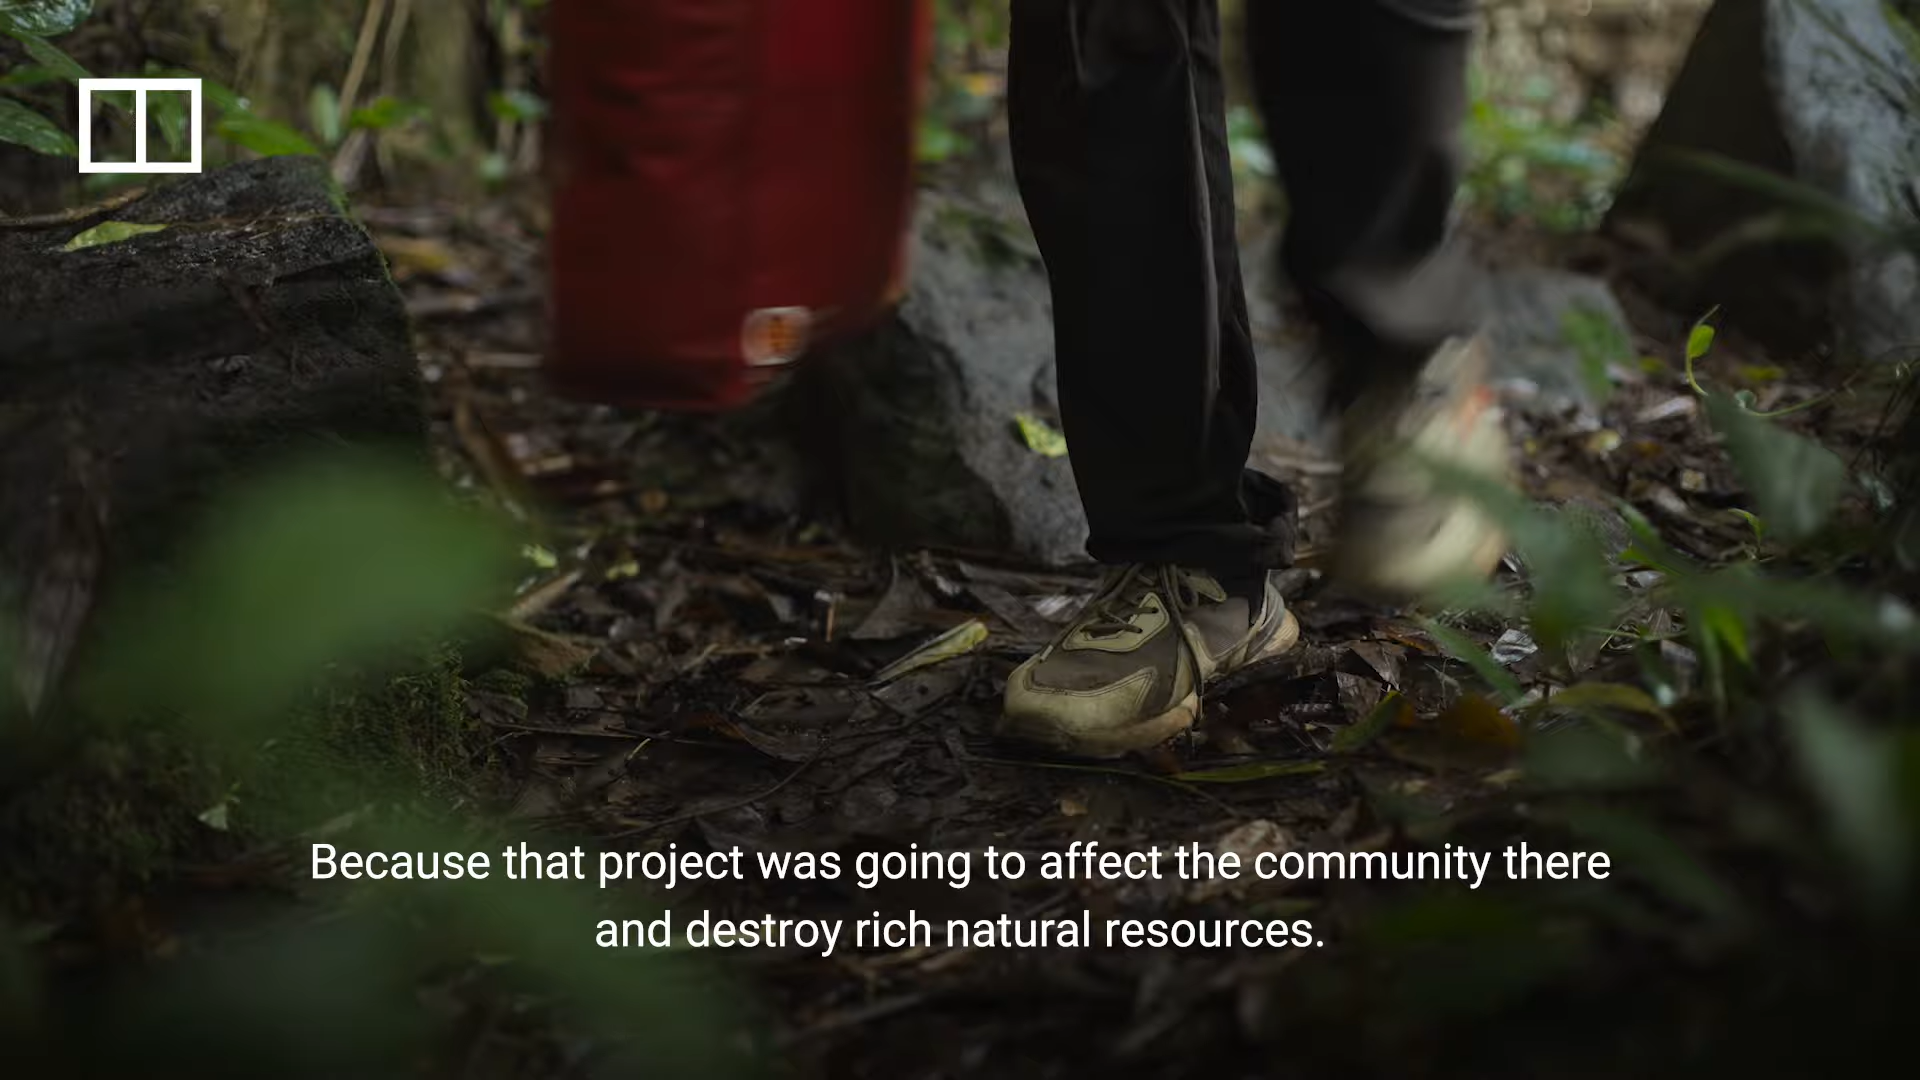 Because that project was going to affect the community there
and destroy rich natural resources.